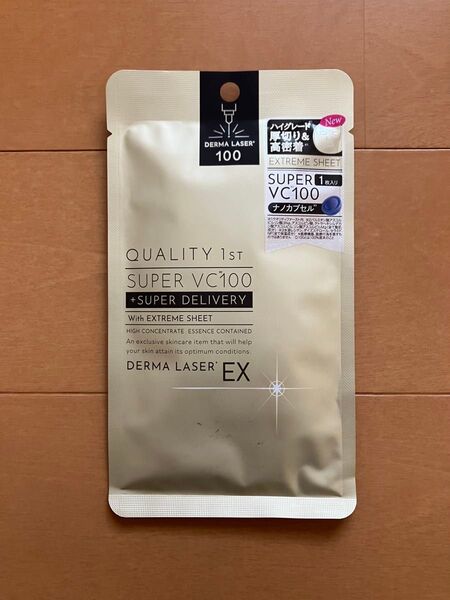 DERMA LASER
100
New
ハイグレード
厚切り&
高密着
EXTREME SHEET
SUPER
VC100
1枚入り
ナノカプセル
QUALITY 1ST
SUPER VC100
+SUPER DELIVERY
With EXTREME SHEET
HIGH CONCENTRATE ESSENCE CONTAINED
An exclusive skincare item that will help
your skin attain its optimum conditions.
DERMA LASER EX